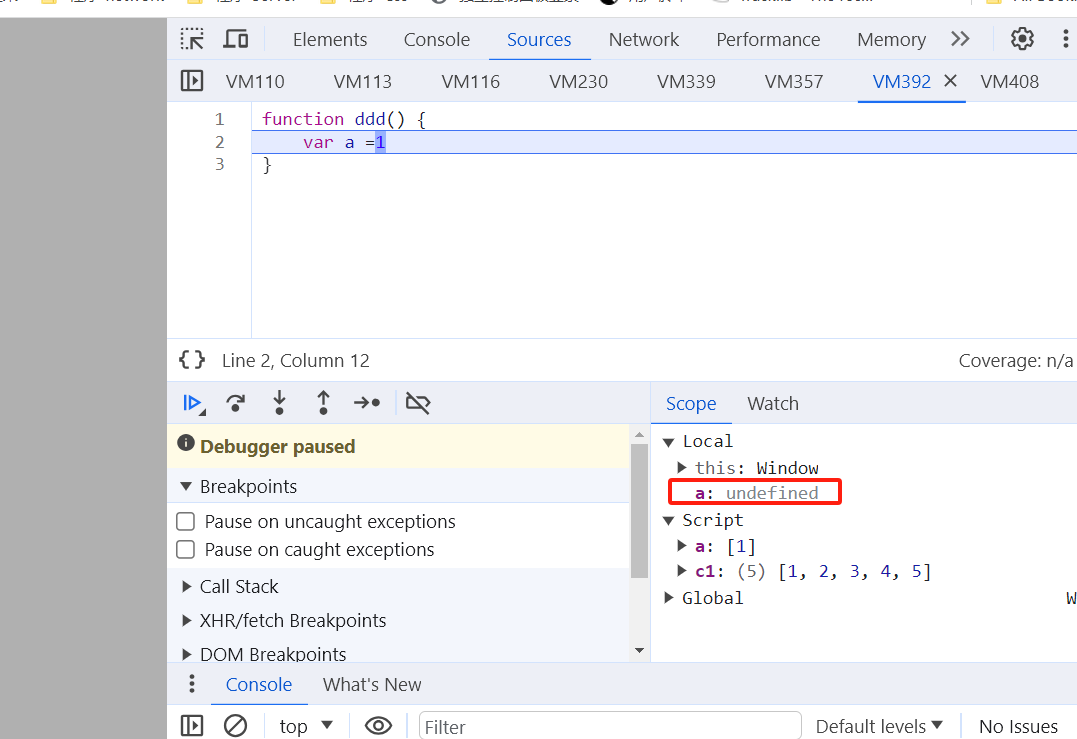 Elements Console Sources Network Performance Memory
VM110 VM113 VM116 VM230 VM339 VM357 VM392 VM408
1 function ddd() {
2 var a =1
3 }
{} Line 2, Column 12 Coverage: n/a
Scope Watch
Debugger paused
Breakpoints
Pause on uncaught exceptions
Pause on caught exceptions
Call Stack
XHR/fetch Breakpoints
DOM Breakpoints
Local
this: Window
a: undefined
Script
a: [1]
c1: (5) [1, 2, 3, 4, 5]
Global W
Console What's New
top Filter Default levels No Issues